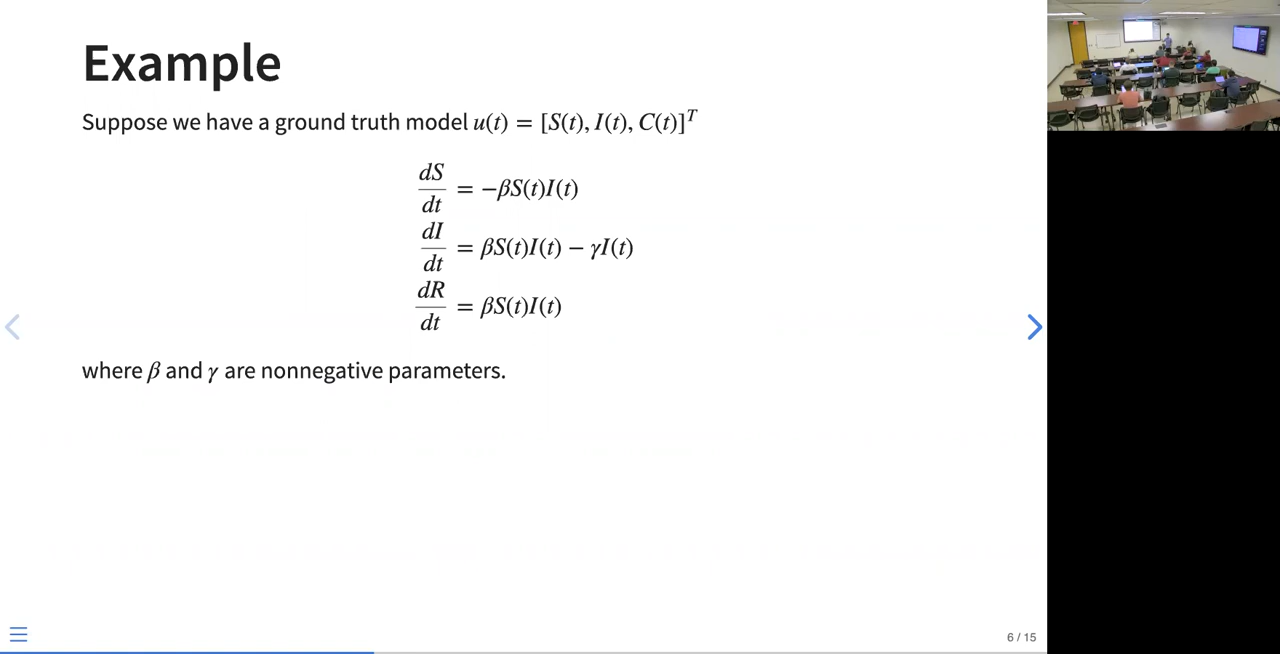 Example
Suppose we have a ground truth model u(t) = [S(t), I(t), C(t)]^T
dS/dt = −βS(t)I(t)
dI/dt = βS(t)I(t) − γI(t)
dR/dt = βS(t)I(t)
where β and γ are nonnegative parameters.
6 / 15